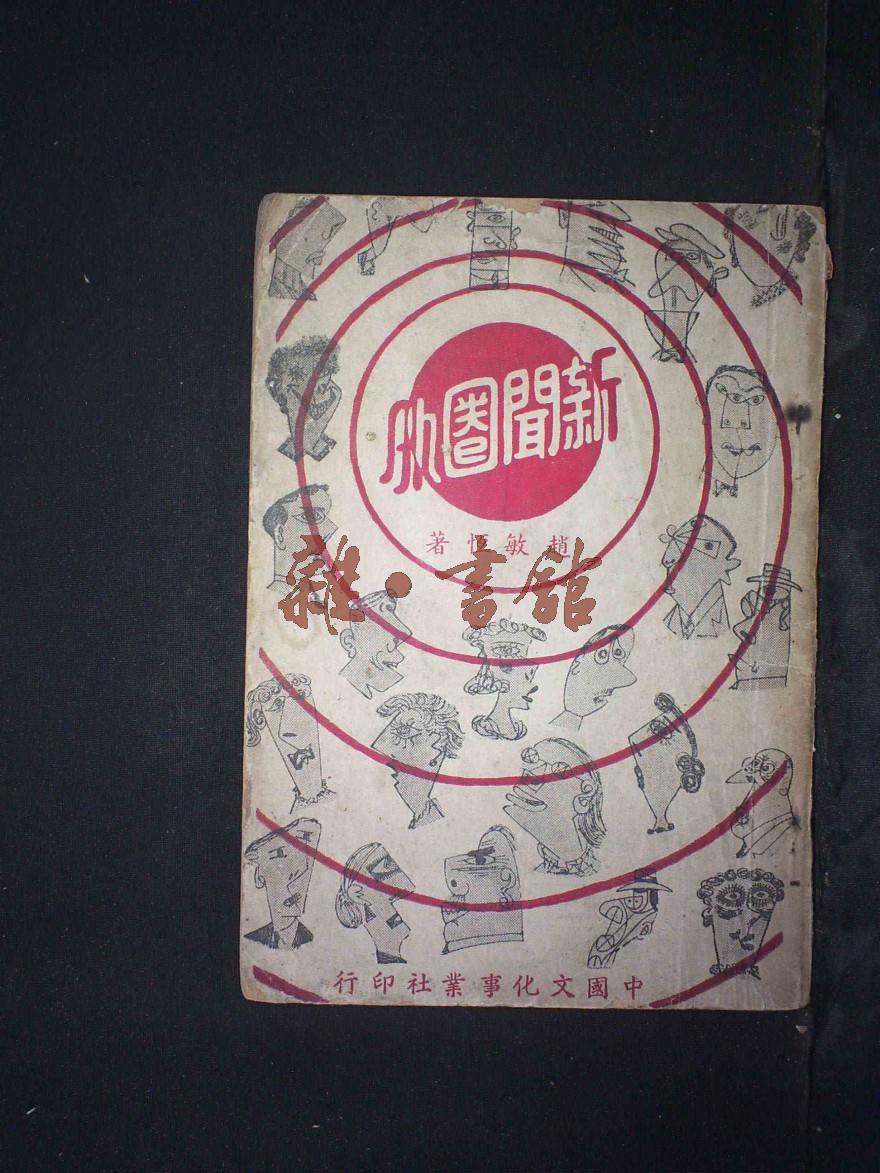 新聞圈外
趙敏恒著
雜·書館
中國文化事業社印行